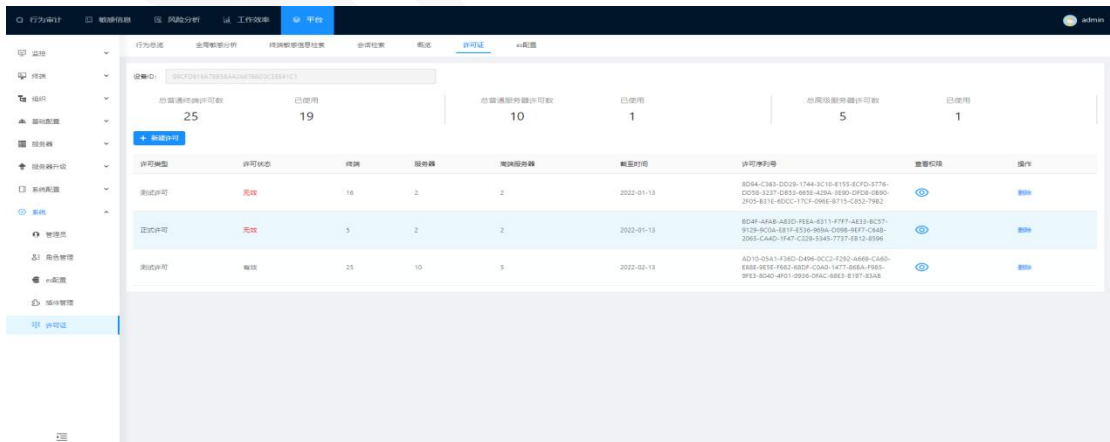 行为审计 敏感信息 风险分析 工作效率 平台 admin
行为总览 全局敏感分析 终端敏感信息检索 会话检索 概览 许可证 es配置
监控
终端
组织
基础配置
服务器
服务器升级
系统配置
系统
管理员
角色管理
es配置
插件管理
许可证
设备ID:
总普通终端许可数 已使用 总普通服务器许可数 已使用 总高级服务器许可数 已使用
25 19 10 1 5 1
+ 新建许可
许可类型 许可状态 终端 服务器 高端服务器 截至时间 许可序列号 查看权限 操作
测试许可 无效 16 2 2 2022-01-13 删除
正式许可 无效 5 2 2 2022-01-13 删除
测试许可 有效 25 10 5 2022-02-13 删除